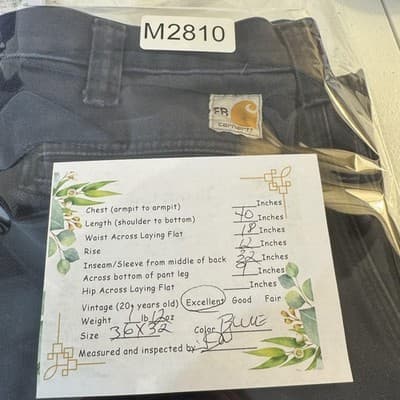 M2810
FR
carhartt
Chest (armpit to armpit) Inches
Length (shoulder to bottom) 40 Inches
Waist Across Laying Flat 18 Inches
Rise 12 Inches
Inseam/Sleeve from middle of back 32 Inches
Across bottom of pant leg 9 Inches
Hip Across Laying Flat Inches
Vintage (20+ years old) Excellent Good Fair
Weight 1 lb 12 oz
Size 36X32 Color BLUE
Measured and inspected by: